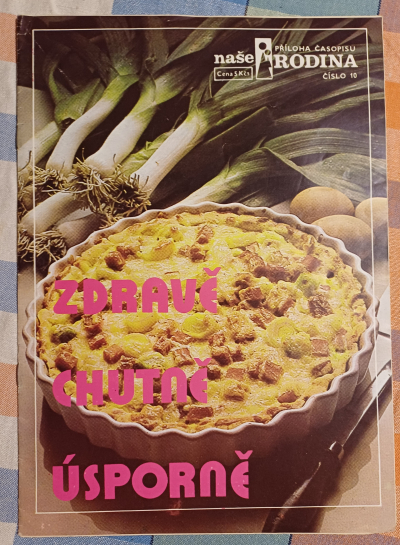 PŘÍLOHA ČASOPISU
naše RODINA
Cena 5 Kčs
ČÍSLO 10
ZDRAVĚ
CHUTNĚ
ÚSPORNĚ